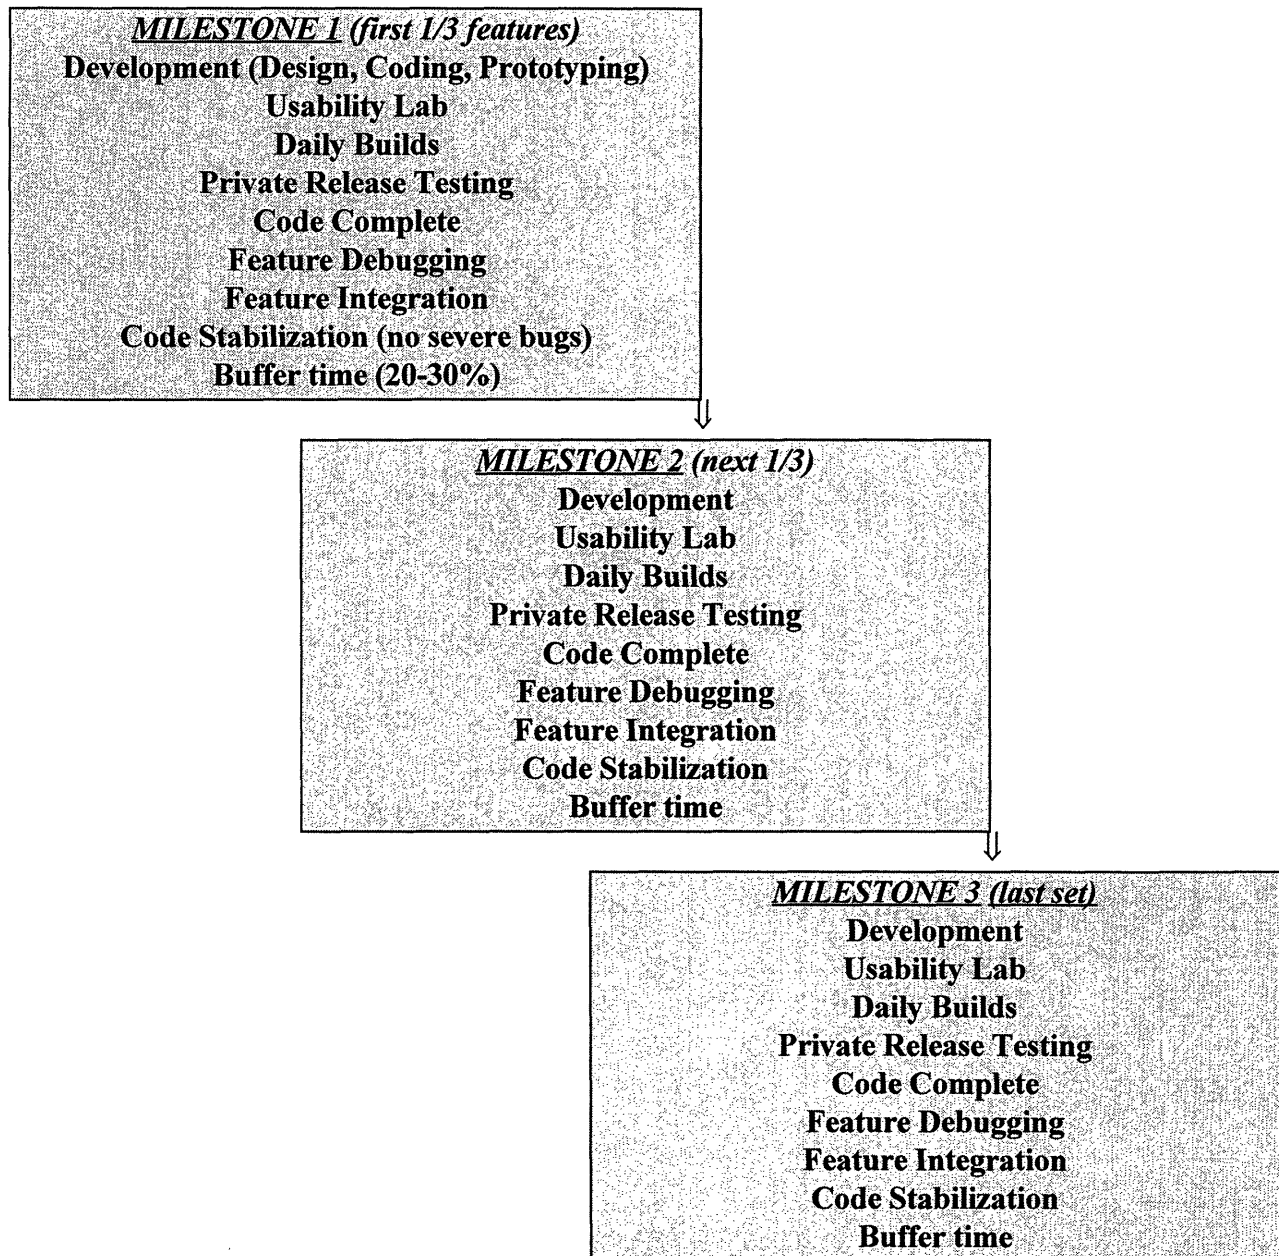 MILESTONE 1 (first 1/3 features)
Development (Design, Coding, Prototyping)
Usability Lab
Daily Builds
Private Release Testing
Code Complete
Feature Debugging
Feature Integration
Code Stabilization (no severe bugs)
Buffer time (20-30%)
MILESTONE 2 (next 1/3)
Development
Usability Lab
Daily Builds
Private Release Testing
Code Complete
Feature Debugging
Feature Integration
Code Stabilization
Buffer time
MILESTONE 3 (last set)
Development
Usability Lab
Daily Builds
Private Release Testing
Code Complete
Feature Debugging
Feature Integration
Code Stabilization
Buffer time